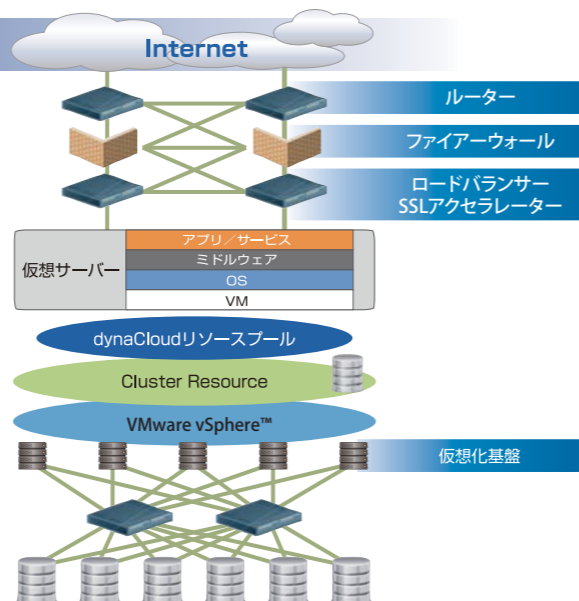 Internet
ルーター
ファイアーウォール
ロードバランサー
SSLアクセラレーター
仮想サーバー
アプリ／サービス
ミドルウェア
OS
VM
dynaCloudリソースプール
Cluster Resource
VMware vSphere™
仮想化基盤